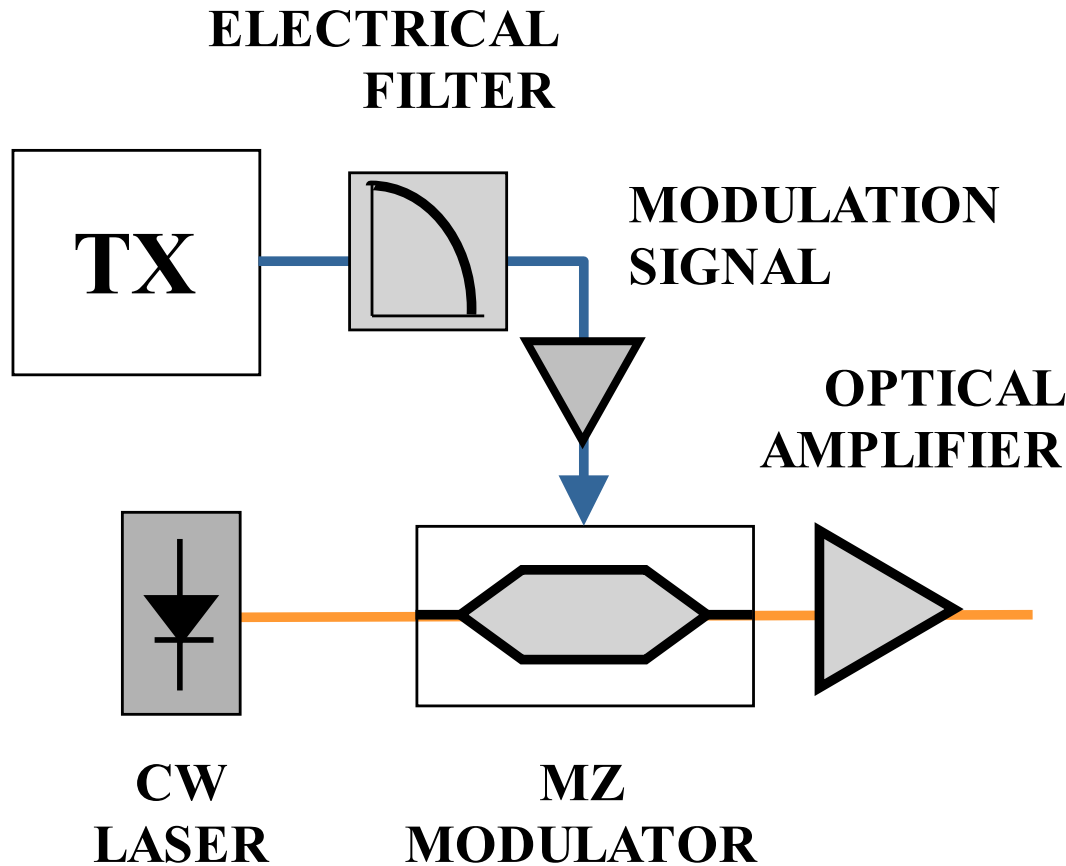 ELECTRICAL
FILTER
TX
MODULATION
SIGNAL
OPTICAL
AMPLIFIER
CW
LASER
MZ
MODULATOR